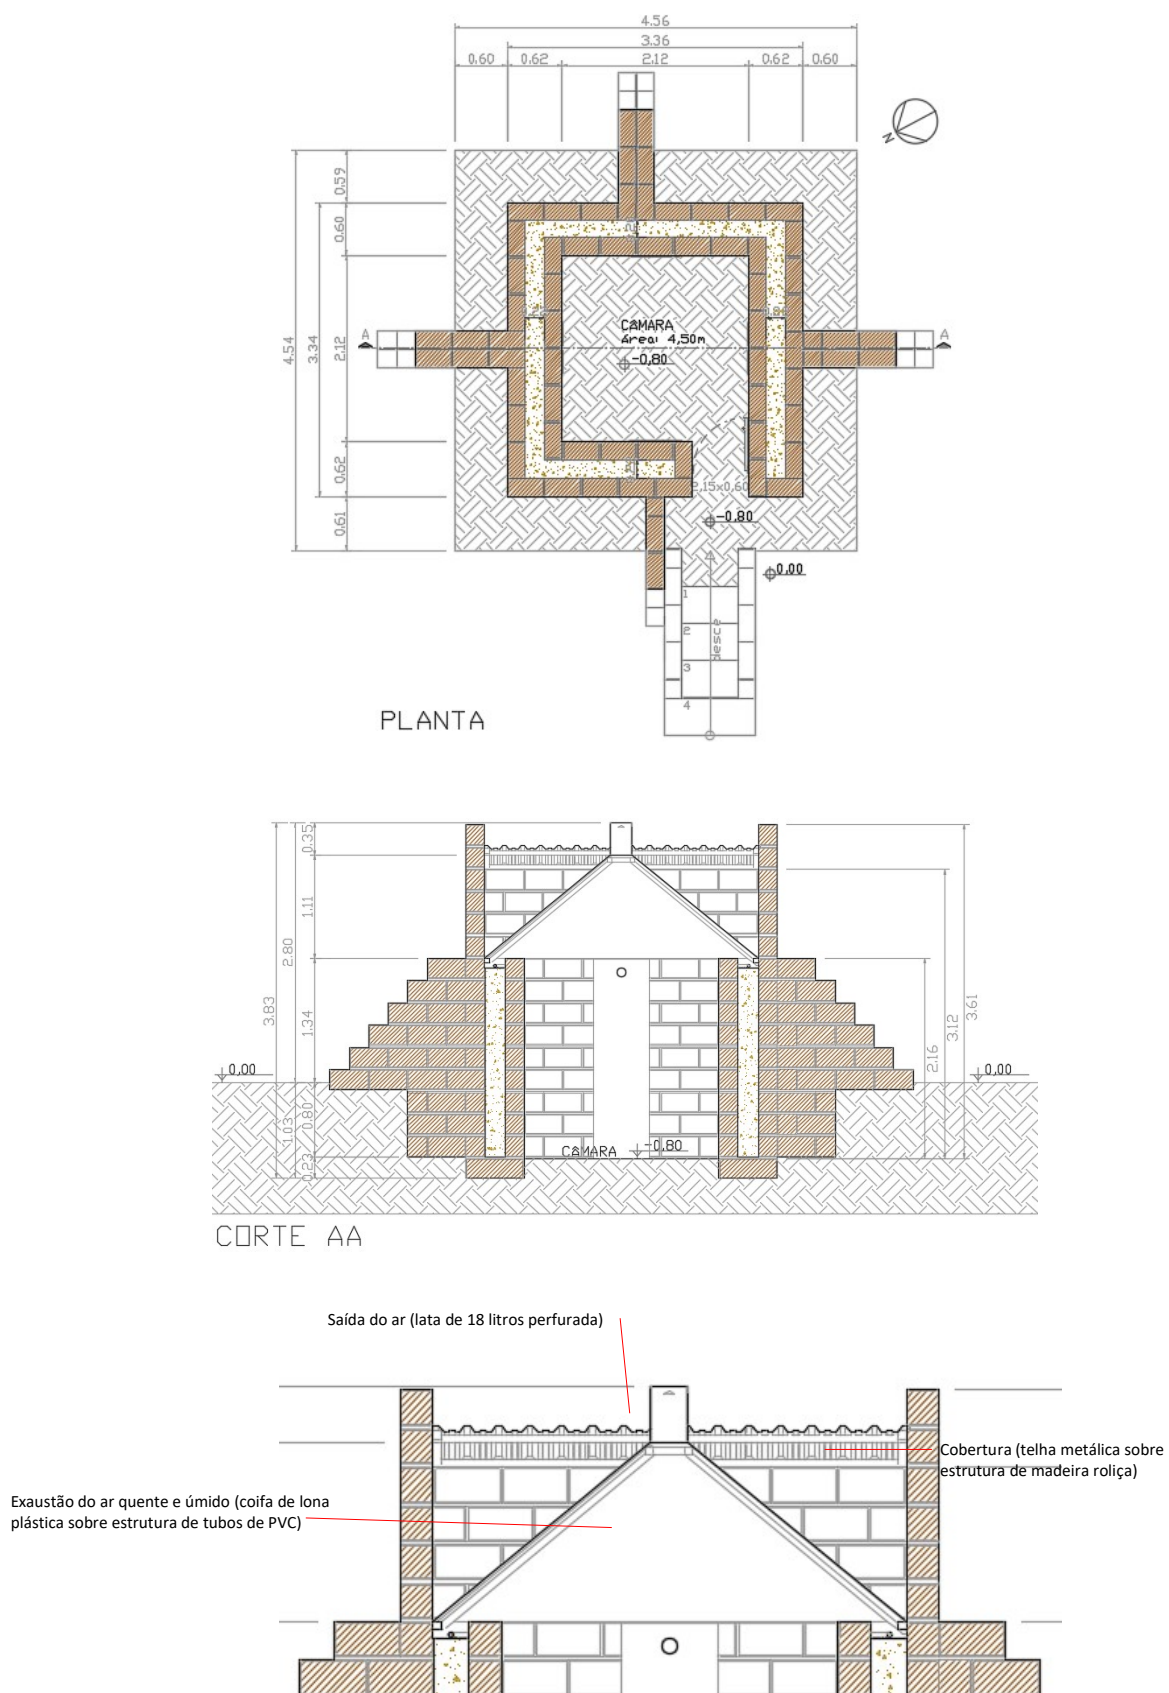 4.56
3.36
0.60 0.62 2.12 0.62 0.60
N
0.59
0.60
4.54 3.34 2.12
0.62
0.61
A A
CÂMARA
Área: 4,50m
-0,80
2,15x0,60
-0.80
0,00
1
2
desce
3
4
PLANTA
0.35
1.11
2.80
3.83
1.34
3.61
3.12
2.16
0,00 0,00
0.80
1.03
0.23
CÂMARA -0,80
CORTE AA
Saída do ar (lata de 18 litros perfurada)
Cobertura (telha metálica sobre
estrutura de madeira roliça)
Exaustão do ar quente e úmido (coifa de lona
plástica sobre estrutura de tubos de PVC)